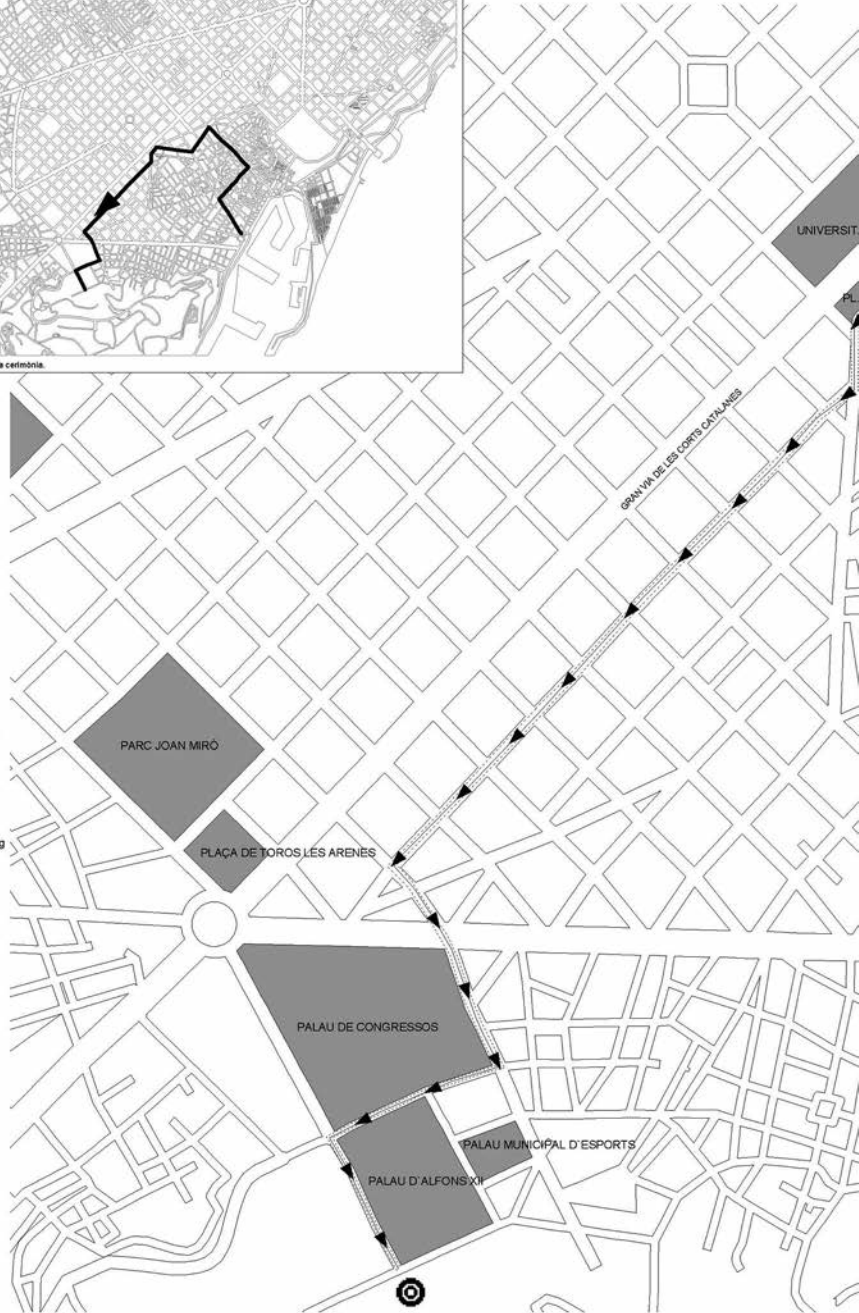 a cerimònia.
UNIVERSIT
PL
GRAN VIA DE LES CORTS CATALANES
PARC JOAN MIRÓ
g
PLAÇA DE TOROS LES ARENES
PALAU DE CONGRESSOS
PALAU MUNICIPAL D'ESPORTS
PALAU D'ALFONS XII